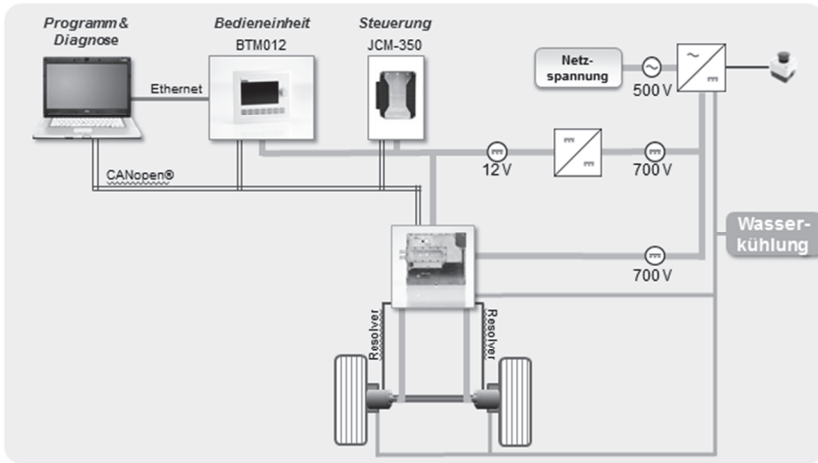 Programm &
Diagnose
Bedieneinheit
BTM012
Steuerung
JCM-350
Netz-
spannung
500 V
Ethernet
CANopen®
12 V
700 V
Wasser-
kühlung
700 V
Resolver
Resolver